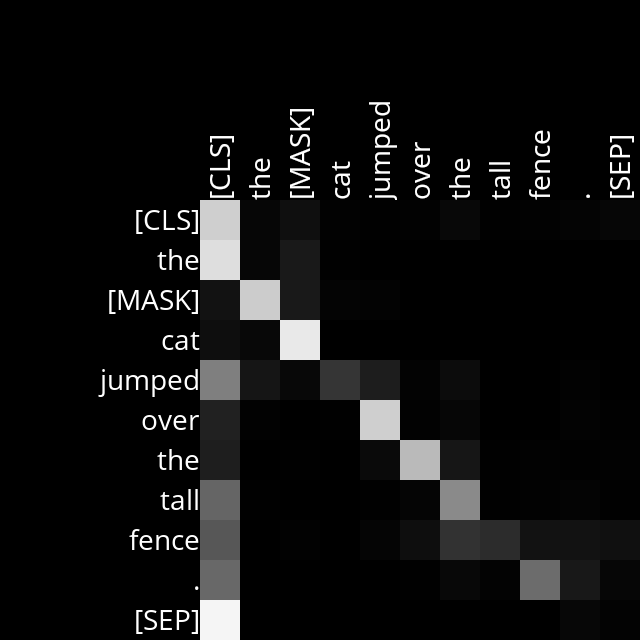 [CLS]
the
[MASK]
cat
jumped
over
the
tall
fence
.
[SEP]
[CLS]
the
[MASK]
cat
jumped
over
the
tall
fence
.
[SEP]